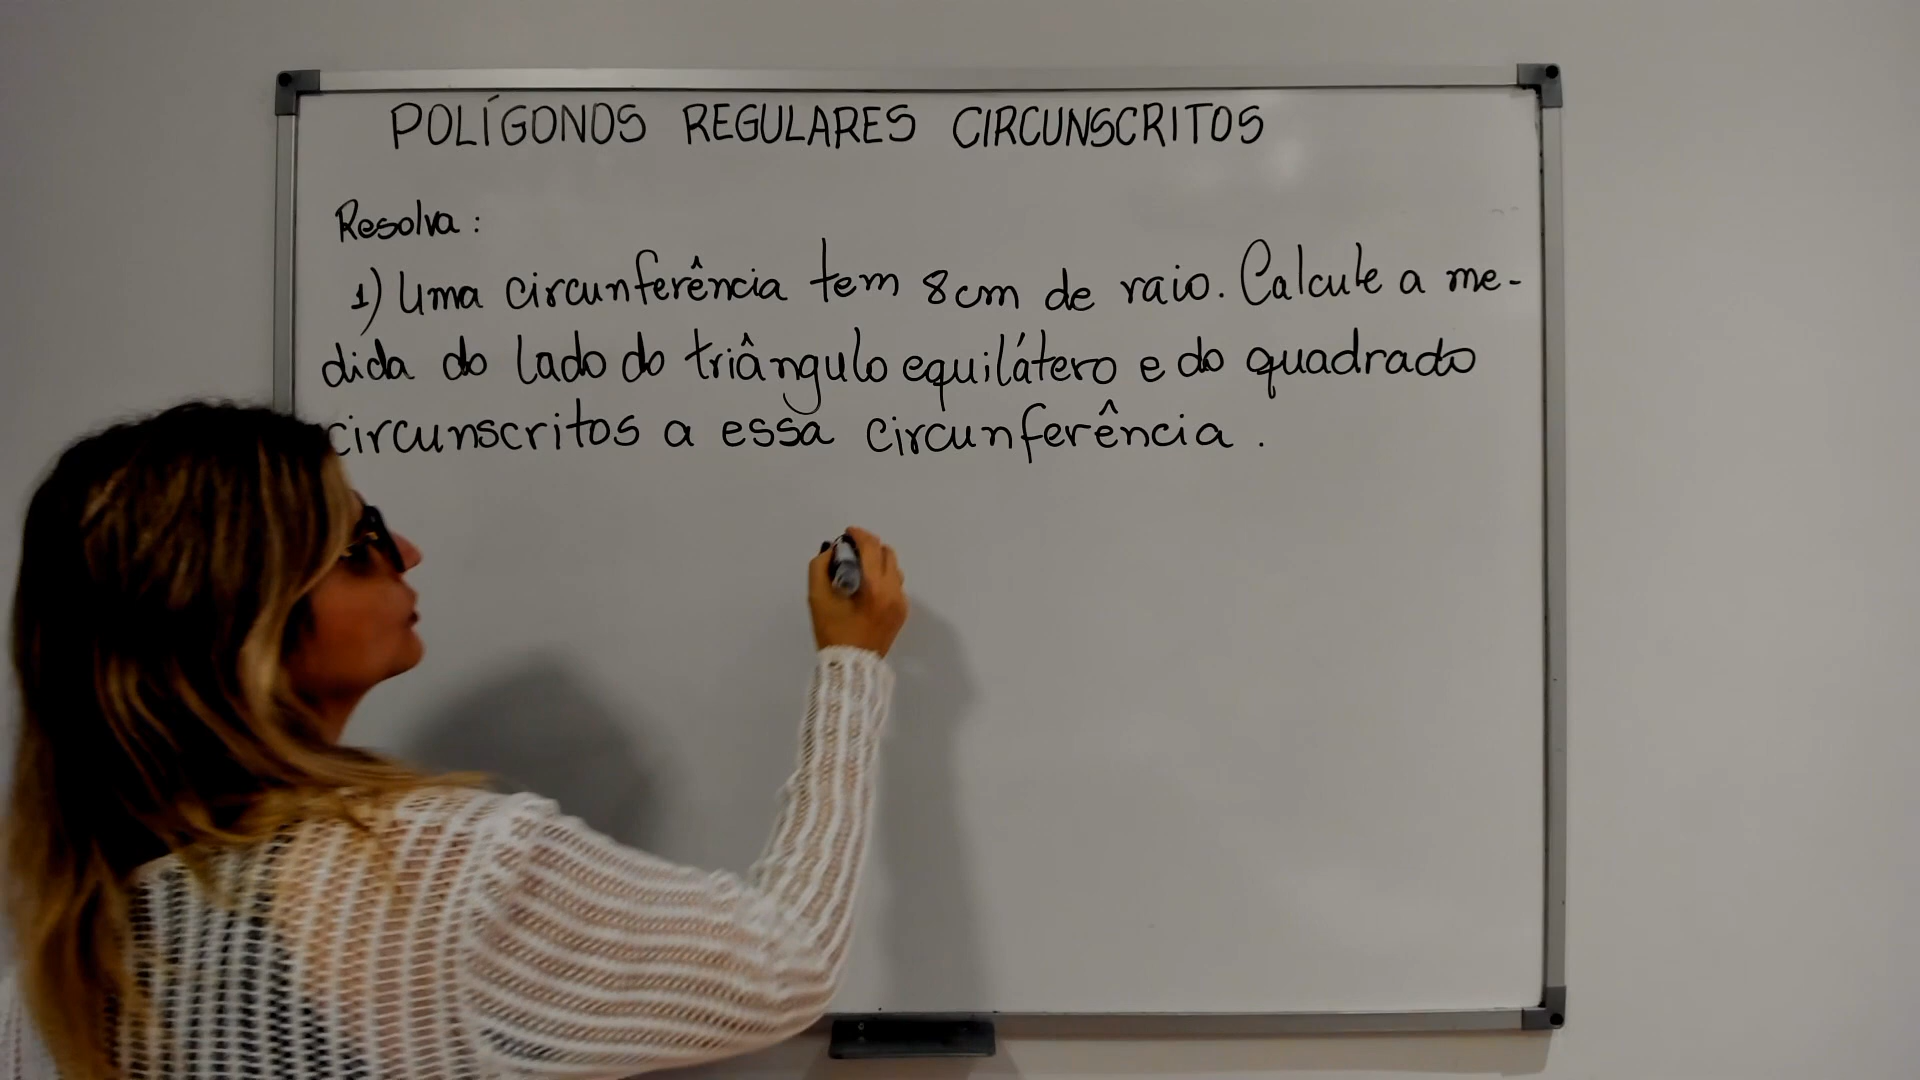 POLÍGONOS REGULARES CIRCUNSCRITOS
Resolva:
1) Uma circunferência tem 8cm de raio. Calcule a me-
dida do lado do triângulo equilátero e do quadrado
circunscritos a essa circunferência.